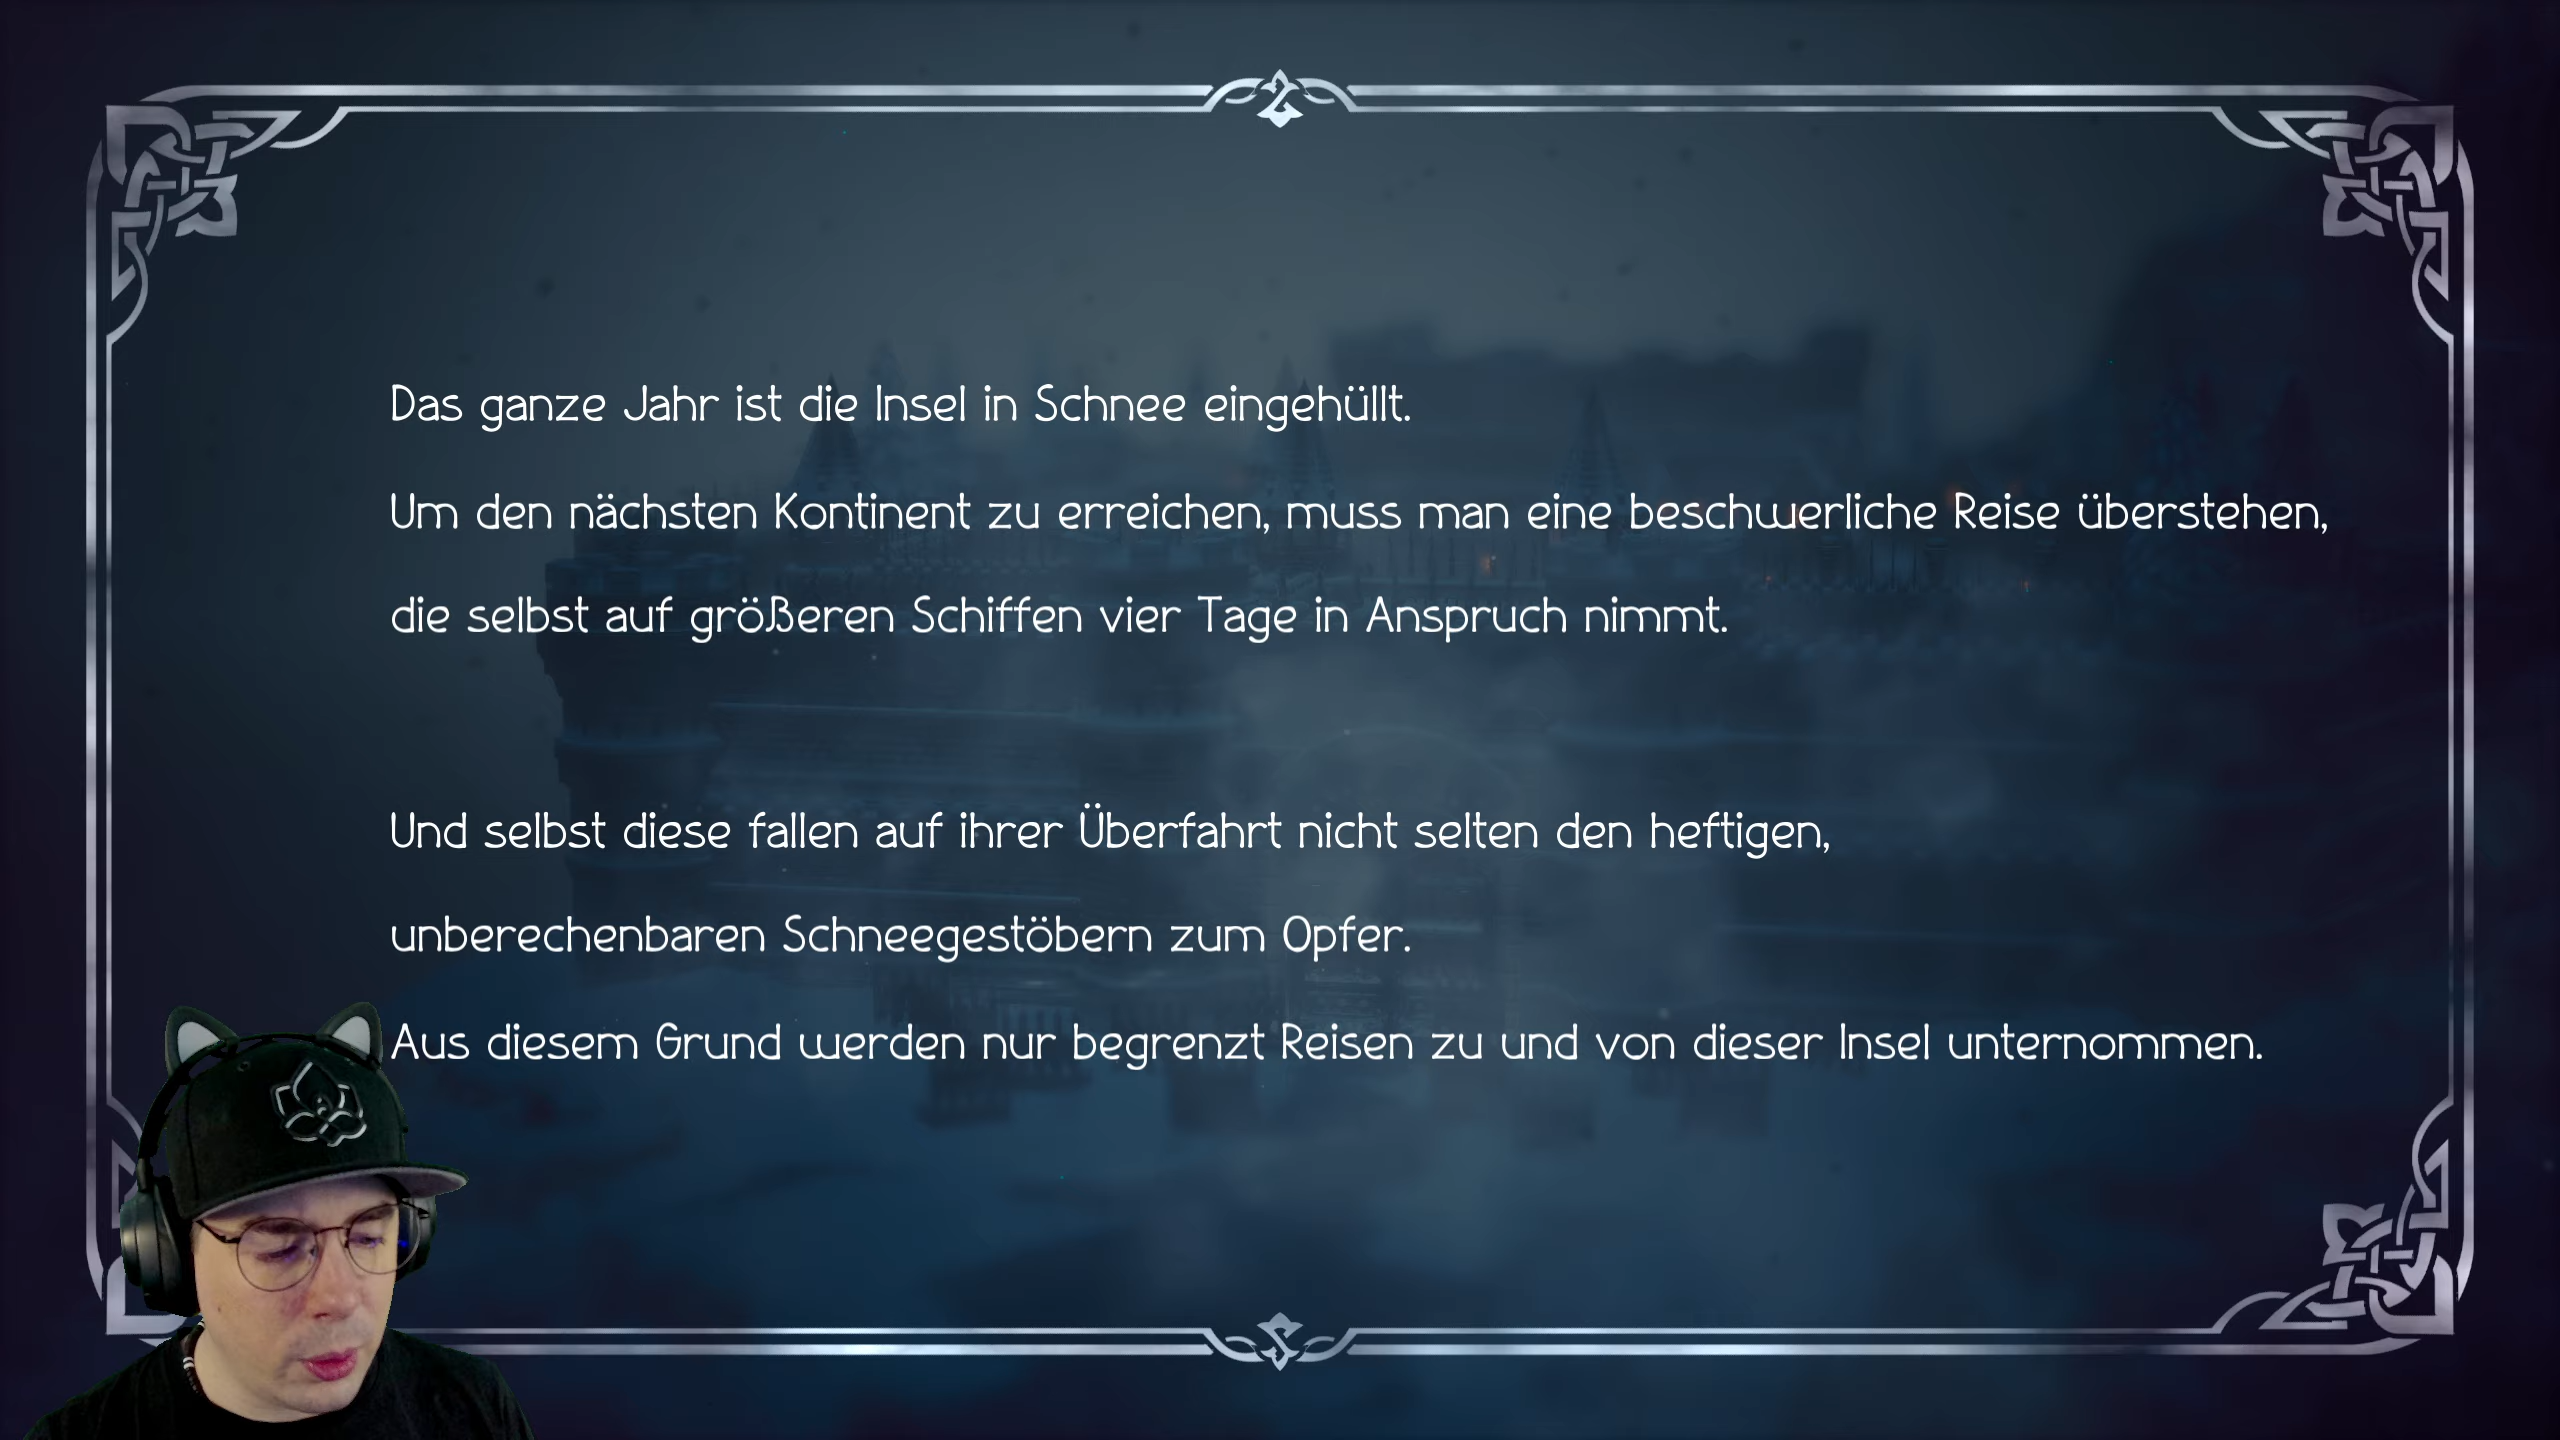 Das ganze Jahr ist die Insel in Schnee eingehüllt.
Um den nächsten Kontinent zu erreichen, muss man eine beschwerliche Reise überstehen,
die selbst auf größeren Schiffen vier Tage in Anspruch nimmt.
Und selbst diese fallen auf ihrer Überfahrt nicht selten den heftigen,
unberechenbaren Schneegestöbern zum Opfer.
Aus diesem Grund werden nur begrenzt Reisen zu und von dieser Insel unternommen.